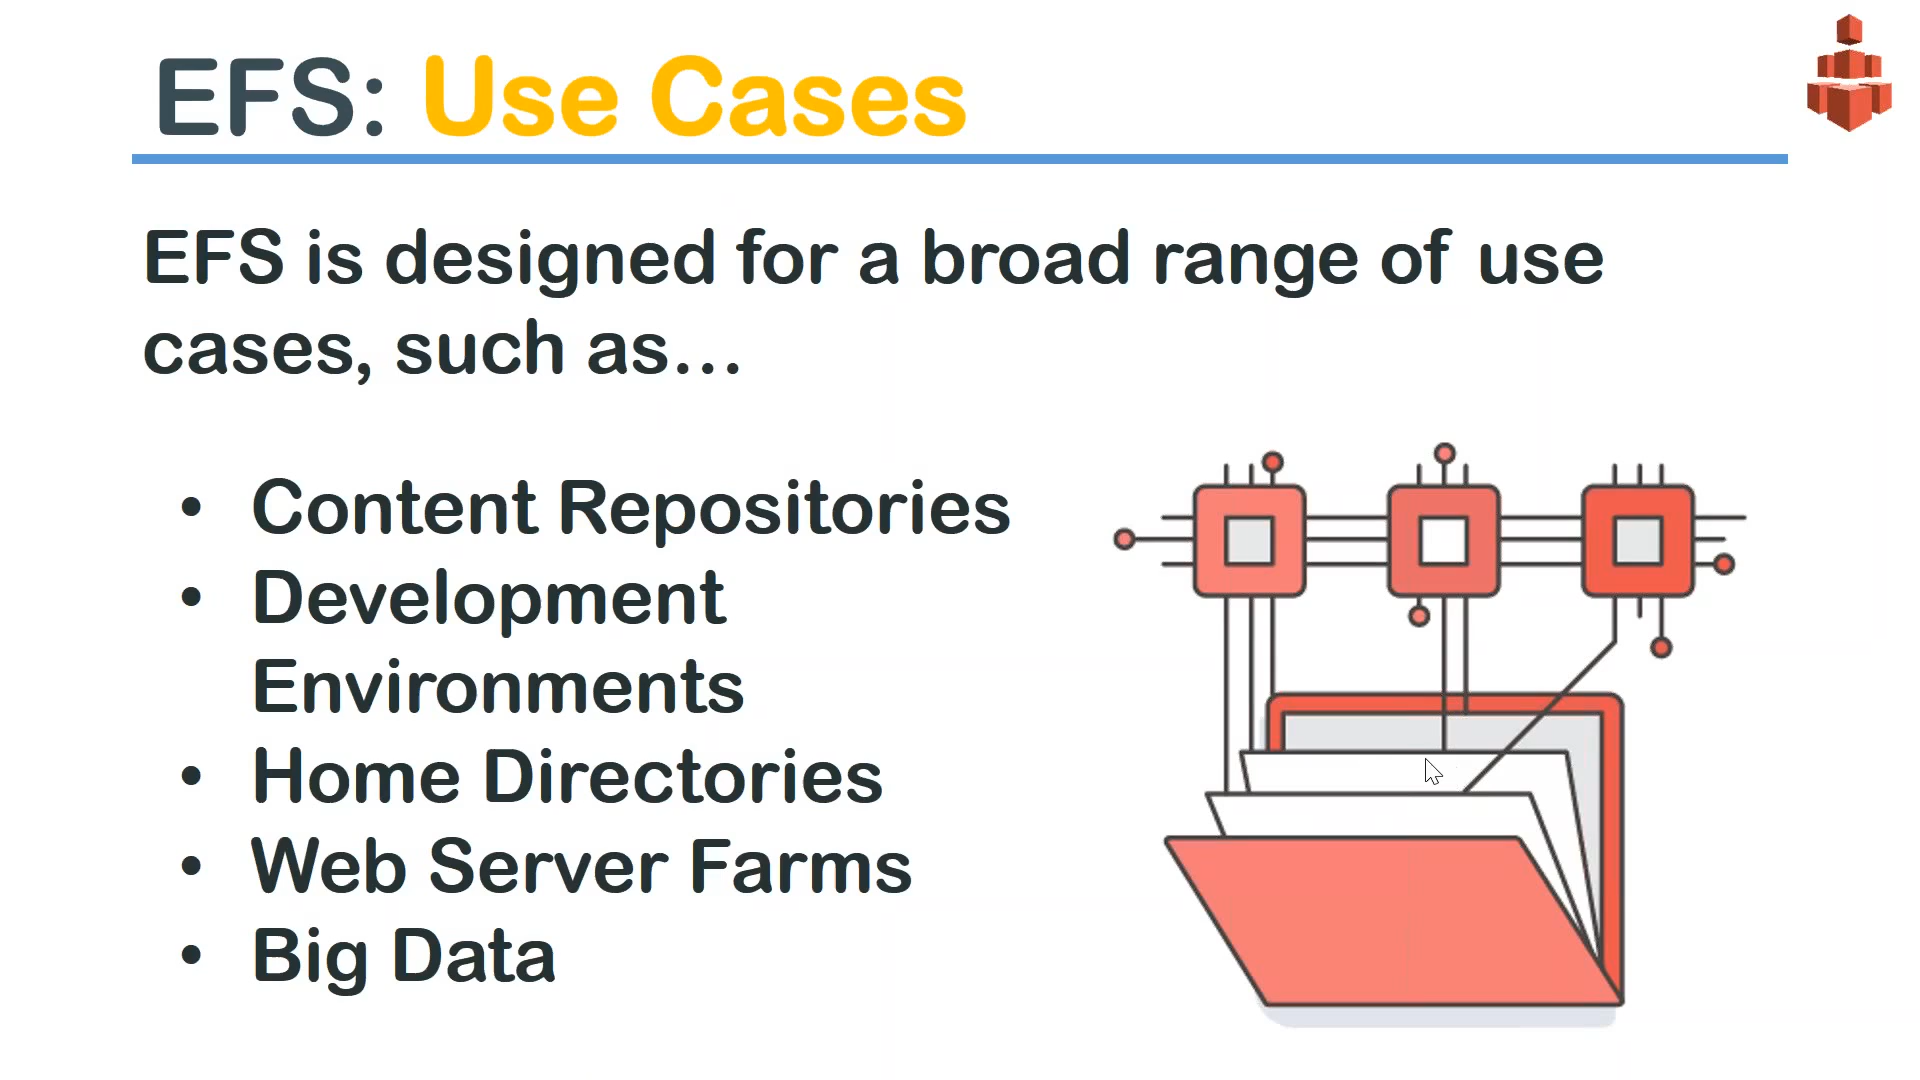 EFS: Use Cases
EFS is designed for a broad range of use
cases, such as…
• Content Repositories
• Development
Environments
• Home Directories
• Web Server Farms
• Big Data